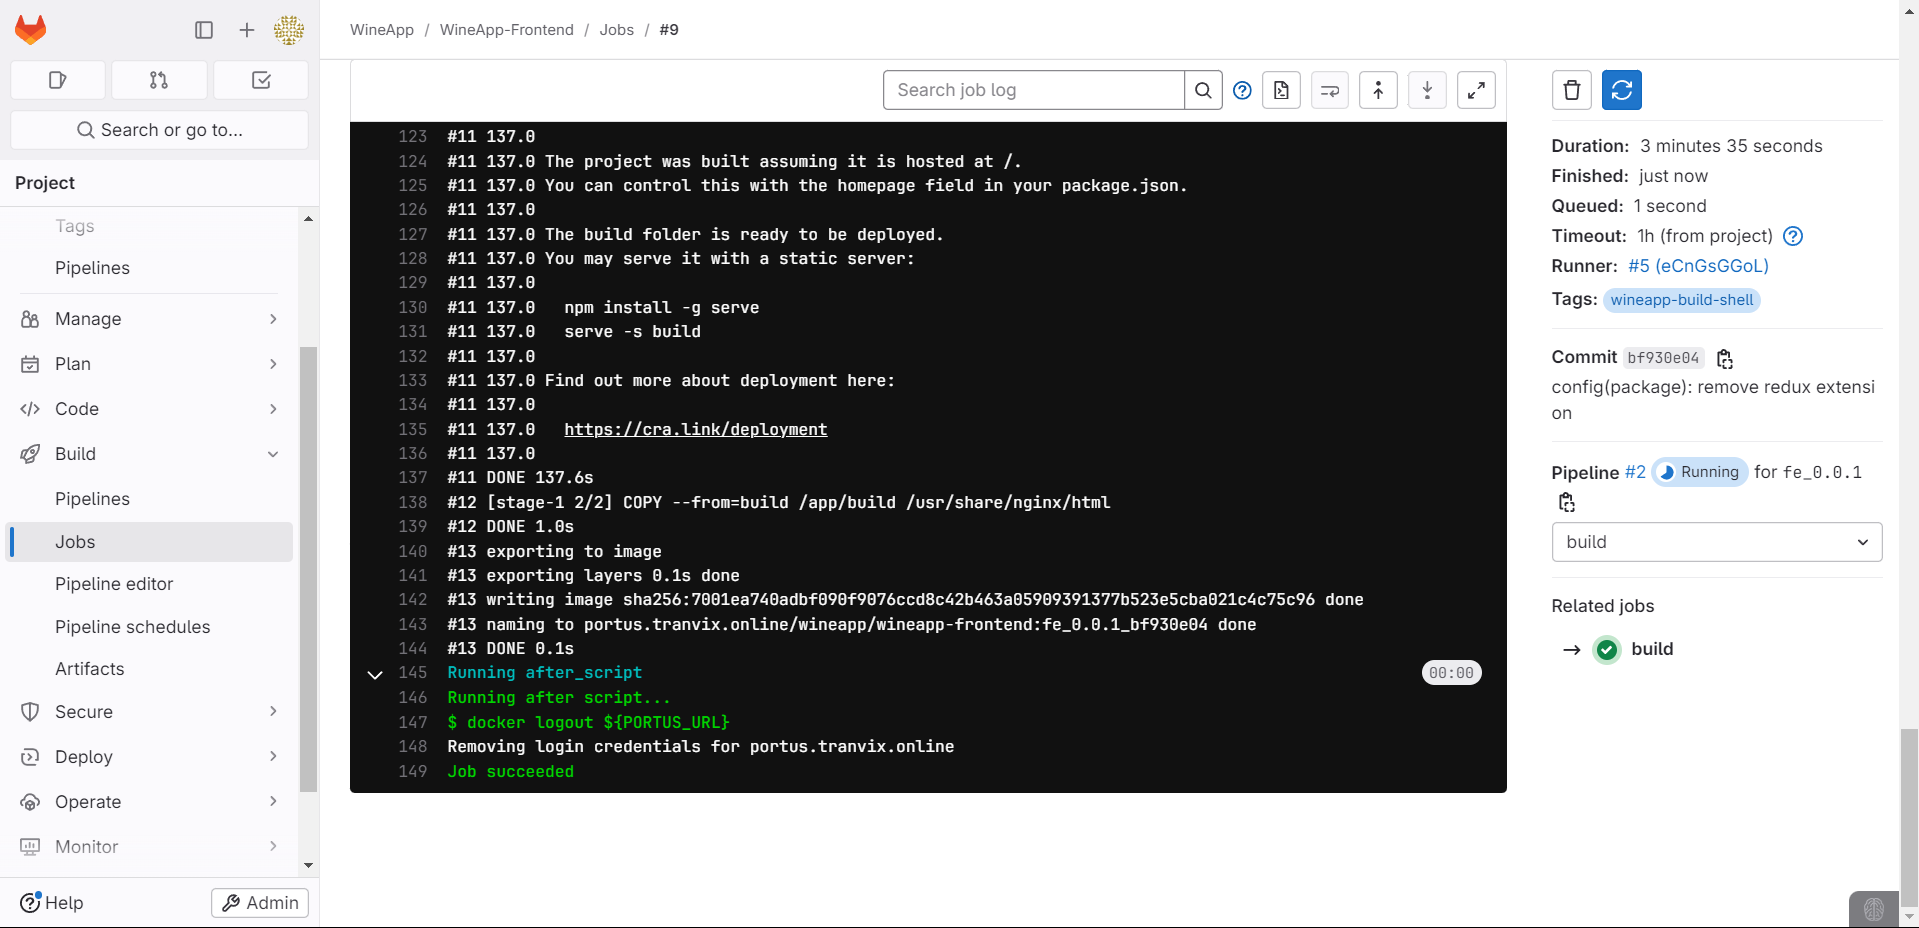 WineApp / WineApp-Frontend / Jobs / #9
Search or go to...
Project
Tags
Pipelines
Manage
Plan
Code
Build
Pipelines
Jobs
Pipeline editor
Pipeline schedules
Artifacts
Secure
Deploy
Operate
Monitor
Help
Admin
Search job log
123 #11 137.0
124 #11 137.0 The project was built assuming it is hosted at /.
125 #11 137.0 You can control this with the homepage field in your package.json.
126 #11 137.0
127 #11 137.0 The build folder is ready to be deployed.
128 #11 137.0 You may serve it with a static server:
129 #11 137.0
130 #11 137.0   npm install -g serve
131 #11 137.0   serve -s build
132 #11 137.0
133 #11 137.0 Find out more about deployment here:
134 #11 137.0
135 #11 137.0   https://cra.link/deployment
136 #11 137.0
137 #11 DONE 137.6s
138 #12 [stage-1 2/2] COPY --from=build /app/build /usr/share/nginx/html
139 #12 DONE 1.0s
140 #13 exporting to image
141 #13 exporting layers 0.1s done
142 #13 writing image sha256:7001ea740adbf090f9076ccd8c42b463a05909391377b523e5cba021c4c75c96 done
143 #13 naming to portus.tranvix.online/wineapp/wineapp-frontend:fe_0.0.1_bf930e04 done
144 #13 DONE 0.1s
145 Running after_script 00:00
146 Running after script...
147 $ docker logout ${PORTUS_URL}
148 Removing login credentials for portus.tranvix.online
149 Job succeeded
Duration: 3 minutes 35 seconds
Finished: just now
Queued: 1 second
Timeout: 1h (from project)
Runner: #5 (eCnGsGGoL)
Tags: wineapp-build-shell
Commit bf930e04
config(package): remove redux extensi
on
Pipeline #2 Running for fe_0.0.1
build
Related jobs
→ build